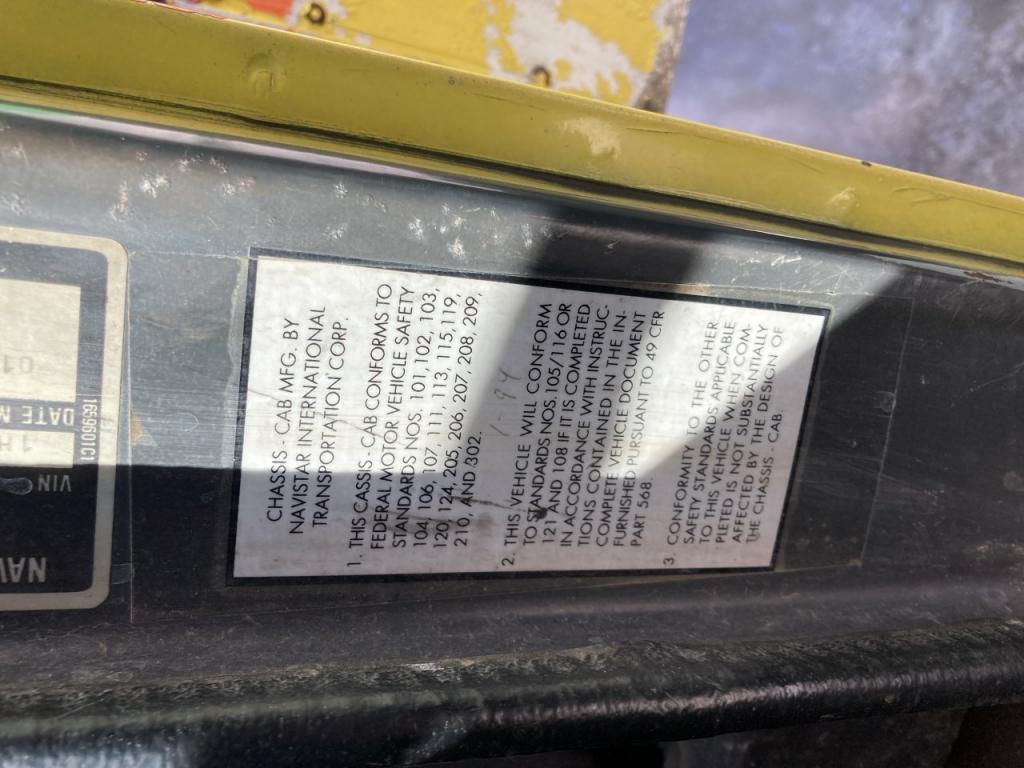 CHASSIS - CAB MFG. BY
NAVISTAR INTERNATIONAL
TRANSPORTATION CORP.
1. THIS CASSIS - CAB CONFORMS TO
FEDERAL MOTOR VEHICLE SAFETY
STANDARDS NOS. 101, 102, 103,
104, 106, 107, 111, 113, 115, 119,
120, 124, 205, 206, 207, 208, 209,
210, AND 302.
1-94
2. THIS VEHICLE WILL CONFORM
TO STANDARDS NOS. 105/116 OR
121 AND 108 IF IT IS COMPLETED
IN ACCORDANCE WITH INSTRUC-
TIONS CONTAINED IN THE IN-
COMPLETE VEHICLE DOCUMENT
FURNISHED PURSUANT TO 49 CFR
PART 568.
3. CONFORMITY TO THE OTHER
SAFETY STANDARDS APPLICABLE
TO THIS VEHICLE WHEN COM-
PLETED IS NOT SUBSTANTIALLY
AFFECTED BY THE DESIGN OF
THE CHASSIS - CAB.
1659601C1
DATE M
01
VIN
1H
NAV